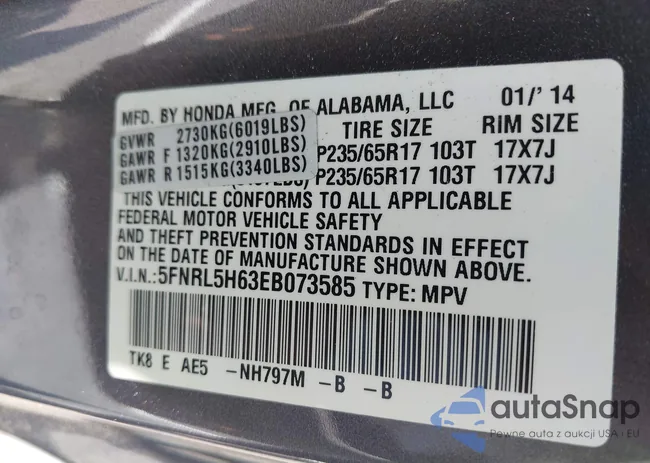 MFD. BY HONDA MFG. OF ALABAMA, LLC 01/' 14
TIRE SIZE RIM SIZE
GVWR 2730KG(6019LBS)
GAWR F 1320KG(2910LBS) P235/65R17 103T 17X7J
GAWR R 1515KG(3340LBS) P235/65R17 103T 17X7J
THIS VEHICLE CONFORMS TO ALL APPLICABLE
FEDERAL MOTOR VEHICLE SAFETY
AND THEFT PREVENTION STANDARDS IN EFFECT
ON THE DATE OF MANUFACTURE SHOWN ABOVE.
V.I.N.:5FNRL5H63EB073585 TYPE: MPV
TK8 E AE5 -NH797M -B -B
autoSnap
Pewne auta z aukcji USA i EU